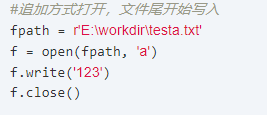 #追加方式打开，文件尾开始写入
fpath = r'E:\workdir\testa.txt'
f = open(fpath, 'a')
f.write('123')
f.close()